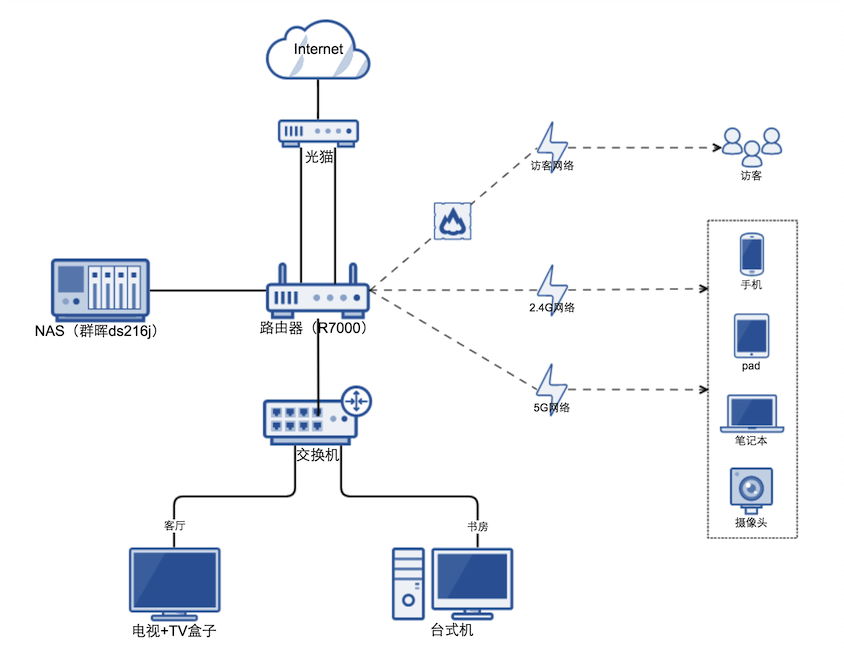 Internet
光猫
访客网络
访客
手机
2.4G网络
NAS（群晖ds216j）
路由器（R7000）
pad
5G网络
笔记本
交换机
摄像头
客厅
书房
电视+TV盒子
台式机